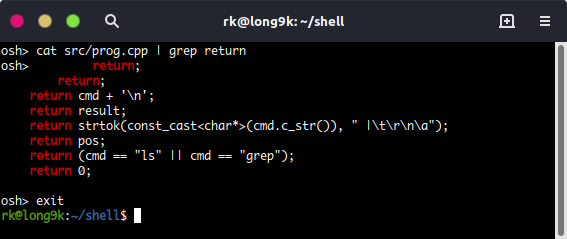 rk@long9k: ~/shell
osh> cat src/prog.cpp | grep return
osh>         return;
        return;
    return cmd + '\n';
    return result;
    return strtok(const_cast<char*>(cmd.c_str()), " |\t\r\n\a");
    return pos;
    return (cmd == "ls" || cmd == "grep");
    return 0;
osh> exit
rk@long9k:~/shell$